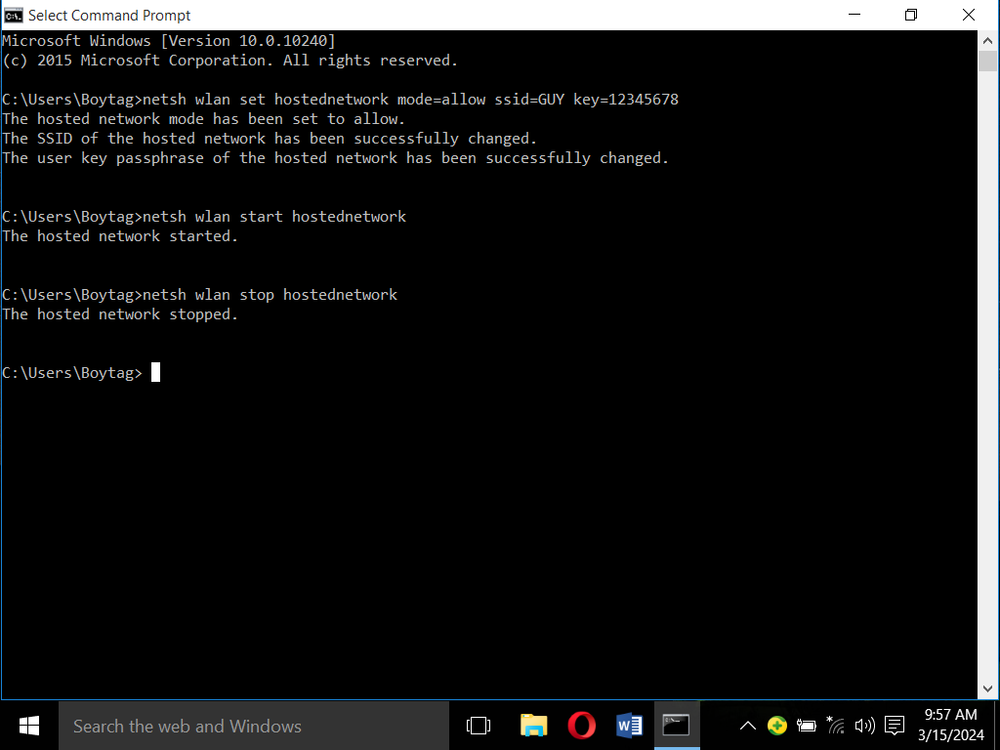 Select Command Prompt
Microsoft Windows [Version 10.0.10240]
(c) 2015 Microsoft Corporation. All rights reserved.
C:\Users\Boytag>netsh wlan set hostednetwork mode=allow ssid=GUY key=12345678
The hosted network mode has been set to allow.
The SSID of the hosted network has been successfully changed.
The user key passphrase of the hosted network has been successfully changed.
C:\Users\Boytag>netsh wlan start hostednetwork
The hosted network started.
C:\Users\Boytag>netsh wlan stop hostednetwork
The hosted network stopped.
C:\Users\Boytag>
Search the web and Windows
9:57 AM
3/15/2024